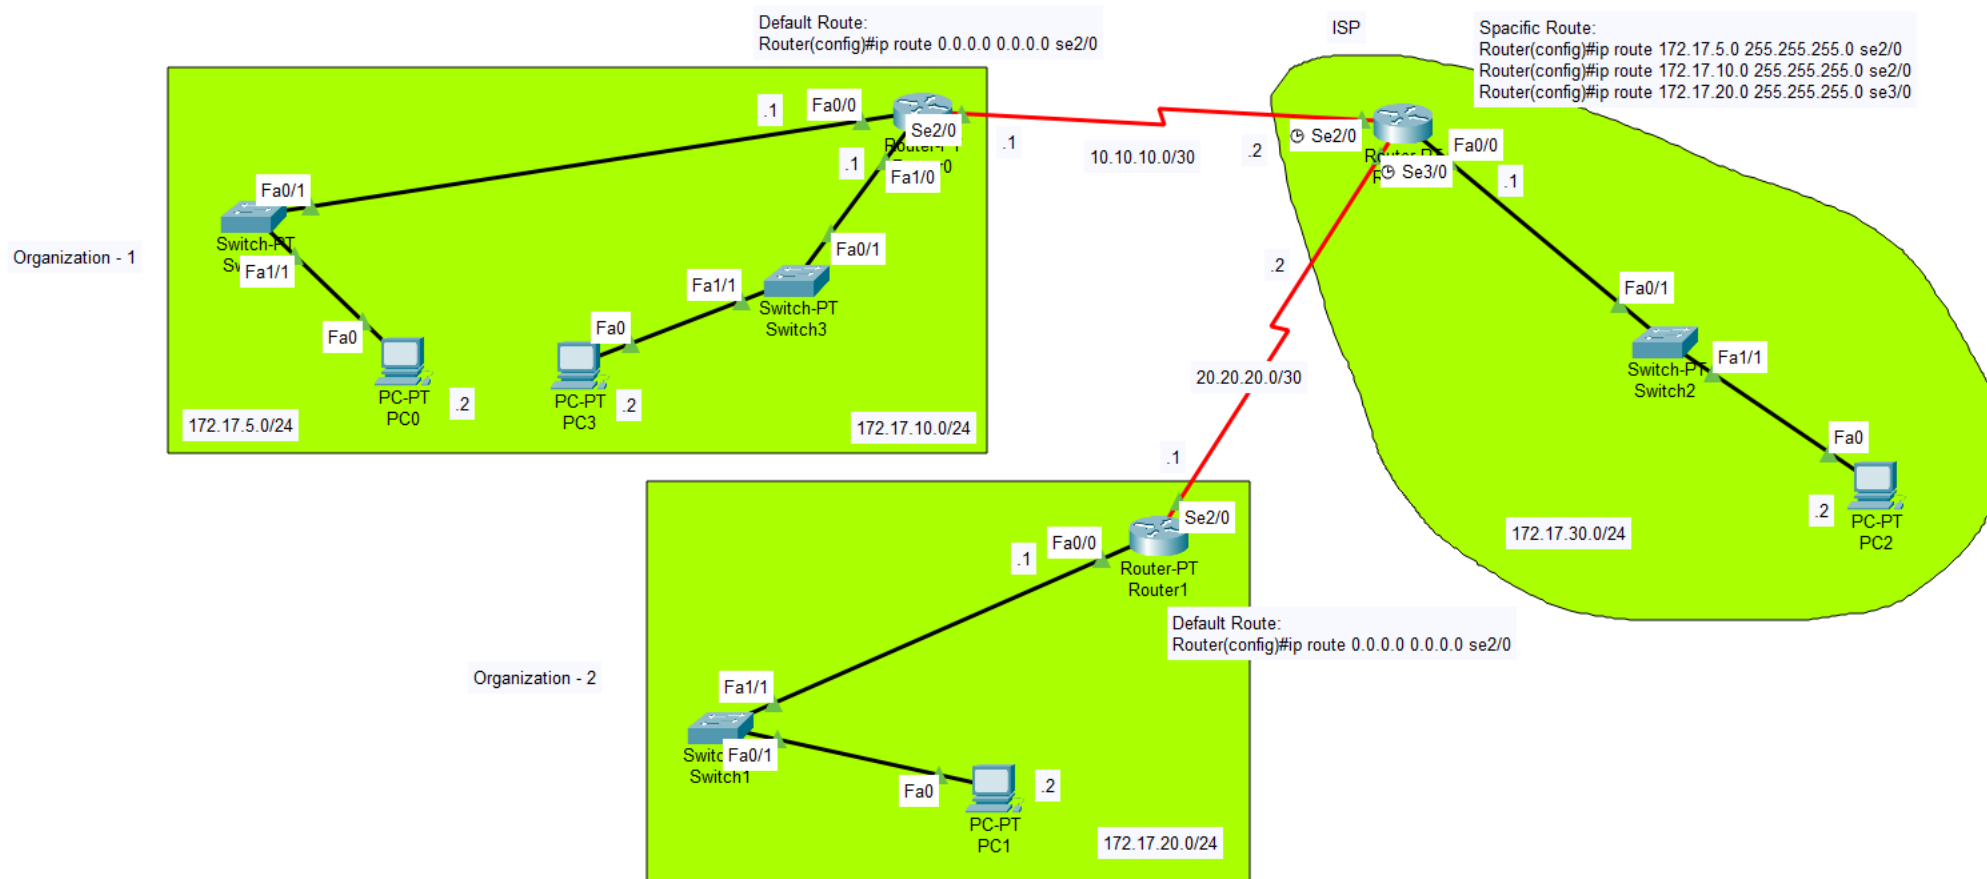 Default Route:
Router(config)#ip route 0.0.0.0 0.0.0.0 se2/0
ISP
Spacific Route:
Router(config)#ip route 172.17.5.0 255.255.255.0 se2/0
Router(config)#ip route 172.17.10.0 255.255.255.0 se2/0
Router(config)#ip route 172.17.20.0 255.255.255.0 se3/0
Organization - 1
.1
Fa0/0
Se2/0
.1
.1
Fa1/0
Fa0/1
Switch-PT
Fa1/1
Fa0
PC-PT
PC0
.2
172.17.5.0/24
Fa0/1
Fa1/1
Switch-PT
Switch3
Fa0
PC-PT
PC3
.2
172.17.10.0/24
10.10.10.0/30
.2
Se2/0
Fa0/0
Se3/0
.1
.2
20.20.20.0/30
.1
Fa0/1
Switch-PT
Switch2
Fa1/1
Fa0
.2
PC-PT
PC2
172.17.30.0/24
Se2/0
Fa0/0
.1
Router-PT
Router1
Default Route:
Router(config)#ip route 0.0.0.0 0.0.0.0 se2/0
Organization - 2
Fa1/1
Fa0/1
Switch1
Fa0
.2
PC-PT
PC1
172.17.20.0/24